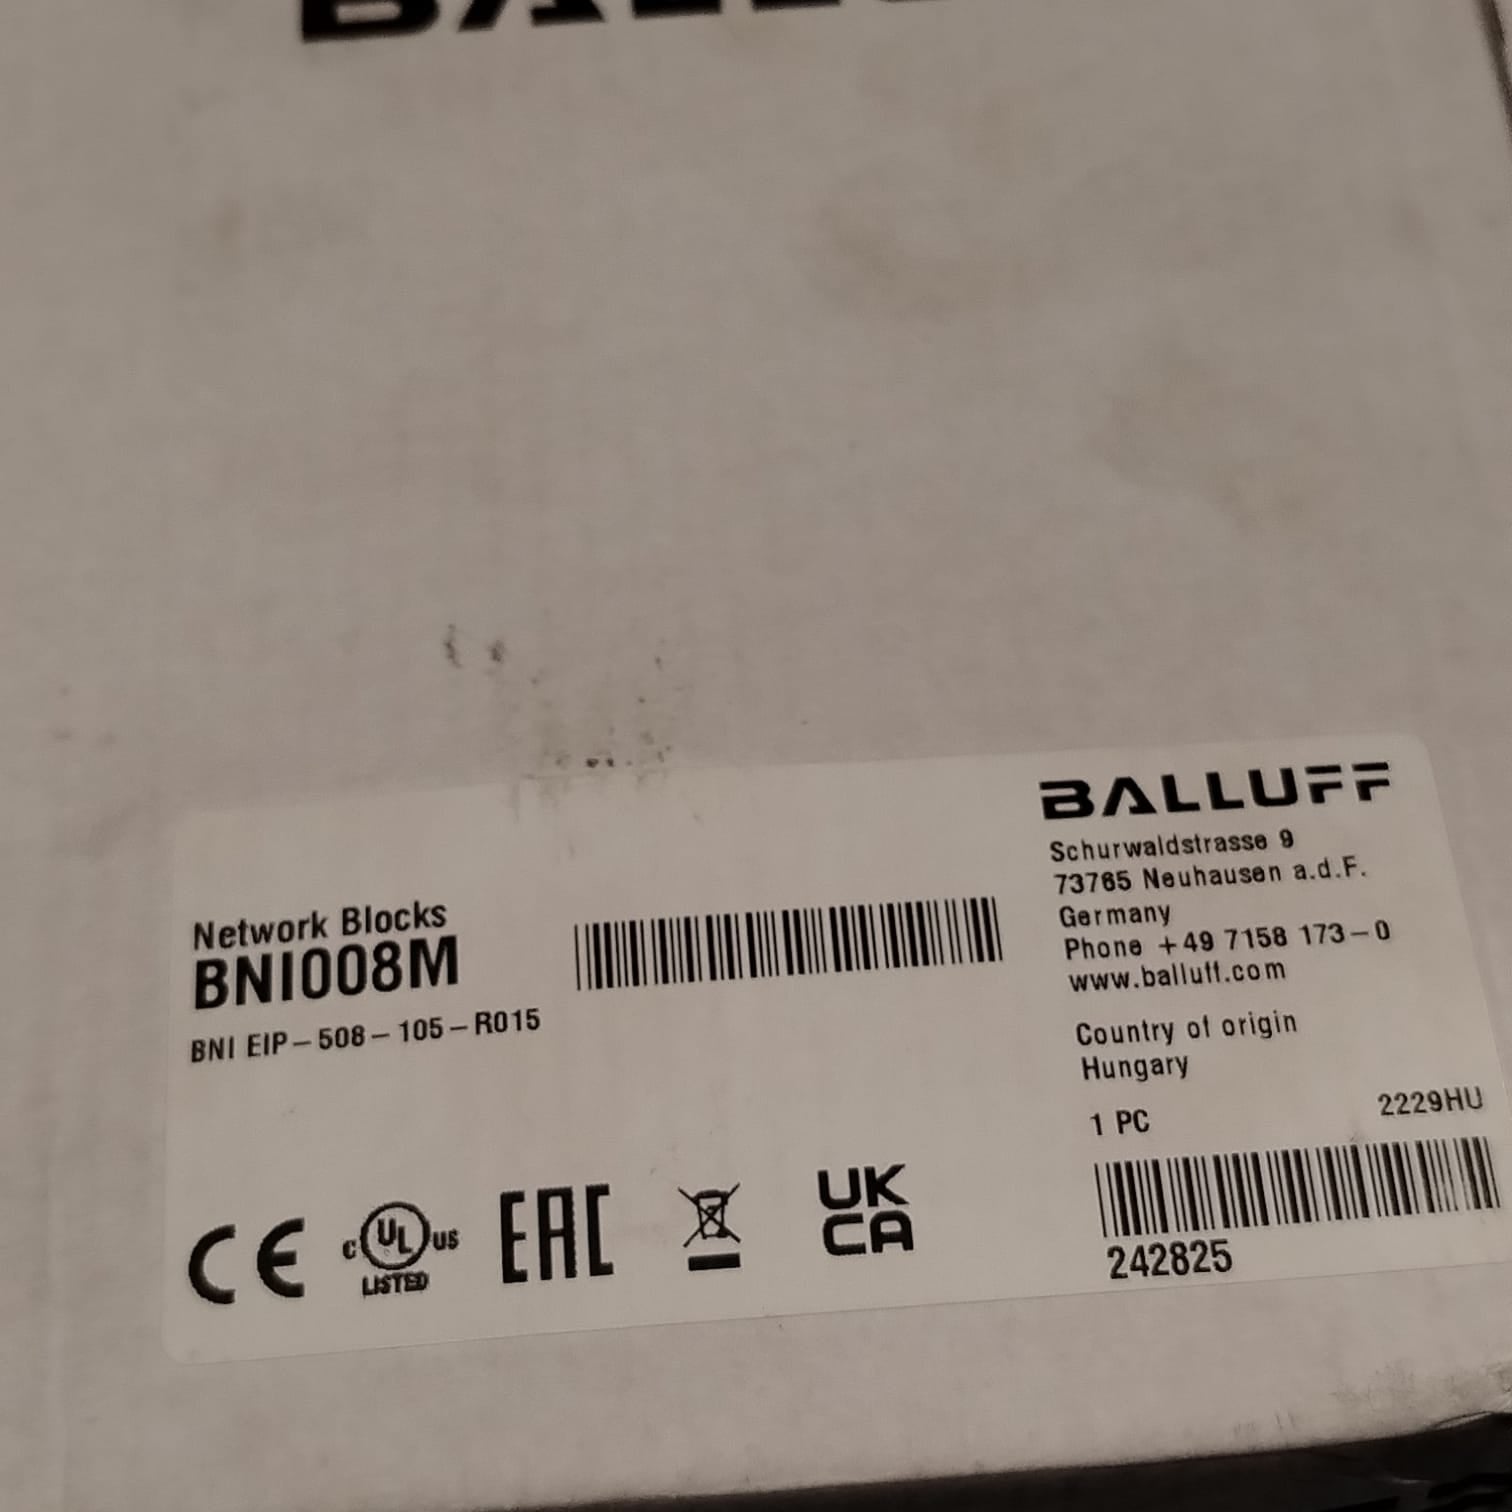 BALLUFF
Schurwaldstrasse 9
73765 Neuhausen a.d.F.
Germany
Phone +49 7158 173-0
www.balluff.com
Country of origin
Hungary
1 PC
2229HU
242825
Network Blocks
BNI008M
BNI EIP-508-105-R015
CE
c UL us
LISTED
EAC
UK
CA